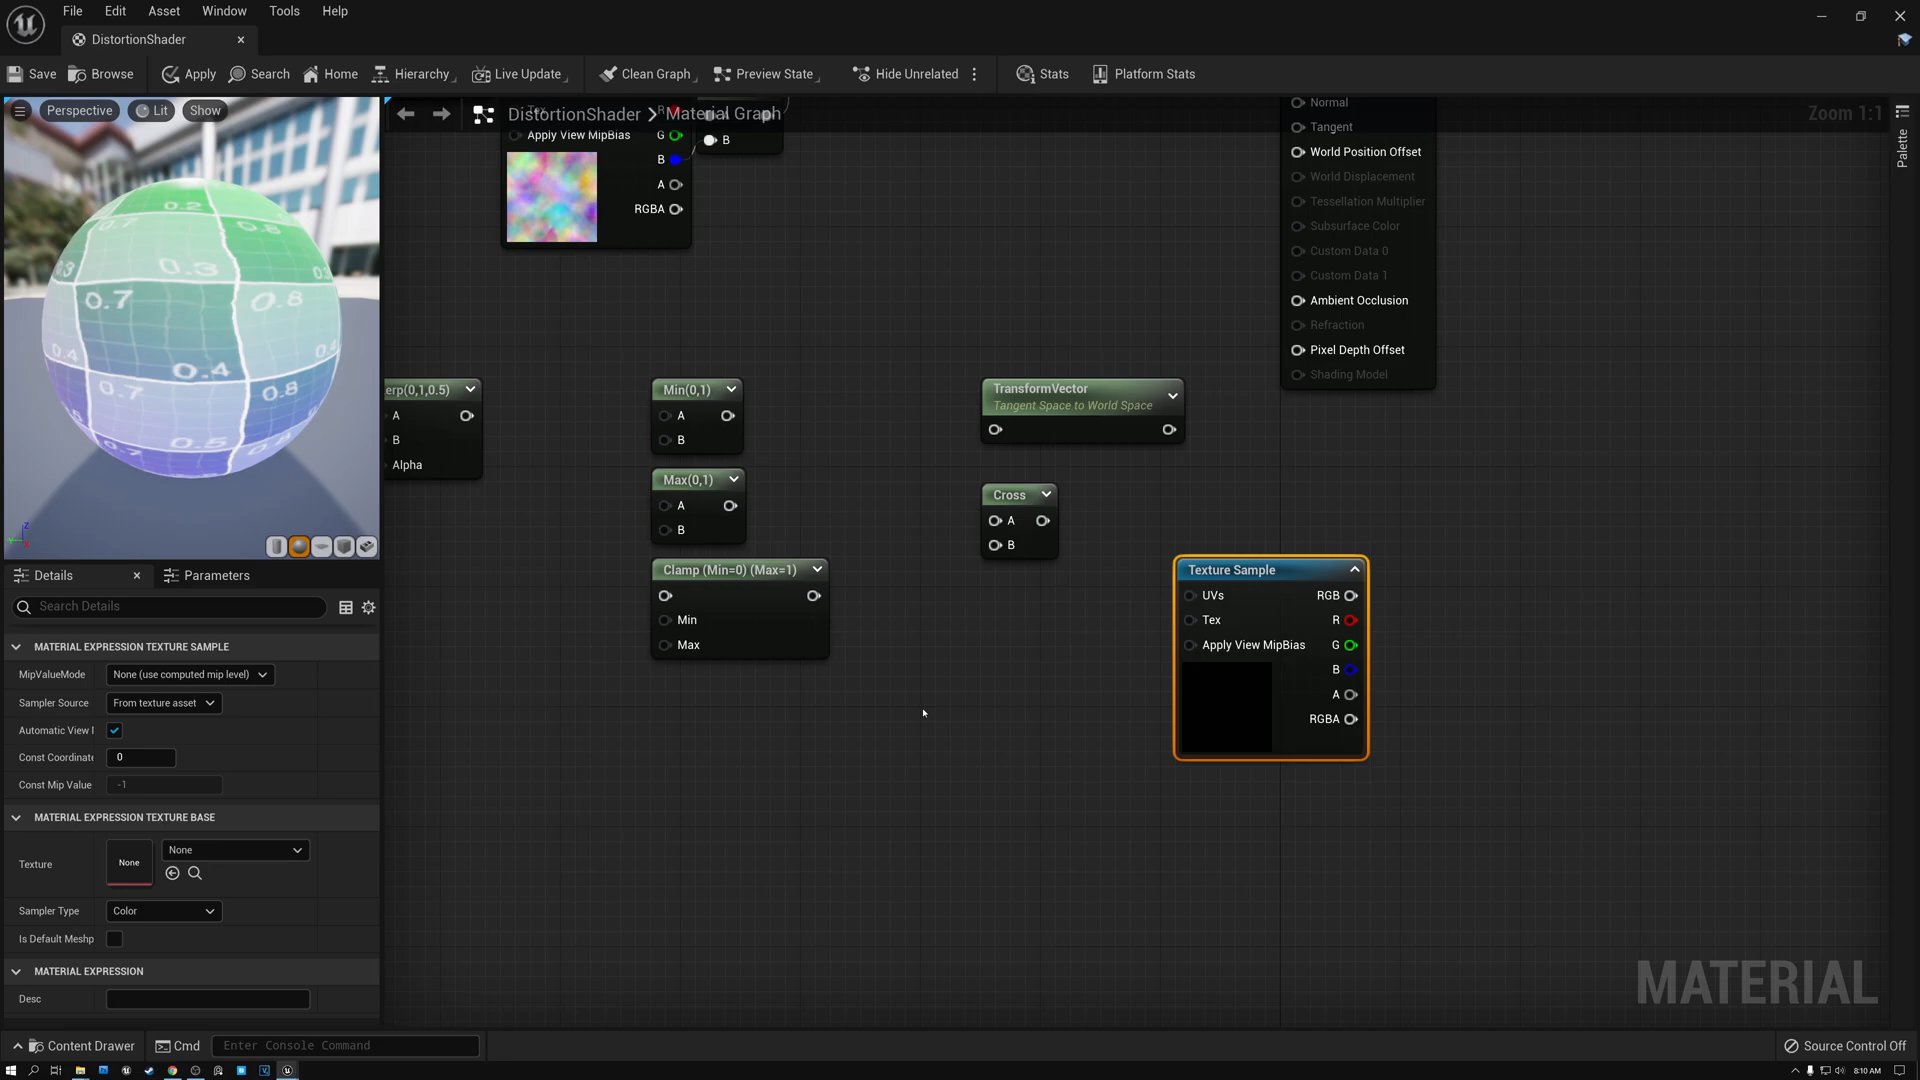 File Edit Asset Window Tools Help
DistortionShader
Save Browse Apply Search Home Hierarchy Live Update Clean Graph Preview State Hide Unrelated Stats Platform Stats
Perspective Lit Show
DistortionShader Material Graph
Zoom 1:1
Palette
Apply View MipBias
G
B
A
RGBA
B
Normal
Tangent
World Position Offset
World Displacement
Tessellation Multiplier
Subsurface Color
Custom Data 0
Custom Data 1
Ambient Occlusion
Refraction
Pixel Depth Offset
Shading Model
0.2
0.7
0.8
0.3
0.7
0.8
0.4
0.7
0.8
0.5
erp(0,1,0.5)
A
B
Alpha
Min(0,1)
A
B
Max(0,1)
A
B
Clamp (Min=0) (Max=1)
Min
Max
TransformVector
Tangent Space to World Space
Cross
A
B
Texture Sample
UVs RGB
Tex R
Apply View MipBias G
B
A
RGBA
Details Parameters
Search Details
MATERIAL EXPRESSION TEXTURE SAMPLE
MipValueMode None (use computed mip level)
Sampler Source From texture asset
Automatic View
Const Coordinate 0
Const Mip Value -1
MATERIAL EXPRESSION TEXTURE BASE
Texture None None
Sampler Type Color
Is Default Meshp
MATERIAL EXPRESSION
Desc
MATERIAL
Content Drawer Cmd Enter Console Command
Source Control Off
8:10 AM